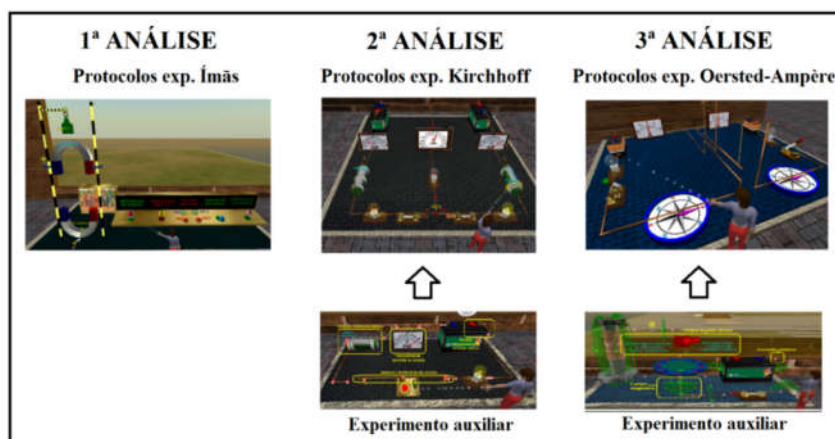 1ª ANÁLISE
Protocolos exp. Ímãs
2ª ANÁLISE
Protocolos exp. Kirchhoff
3ª ANÁLISE
Protocolos exp. Oersted-Ampère
Experimento auxiliar
Experimento auxiliar